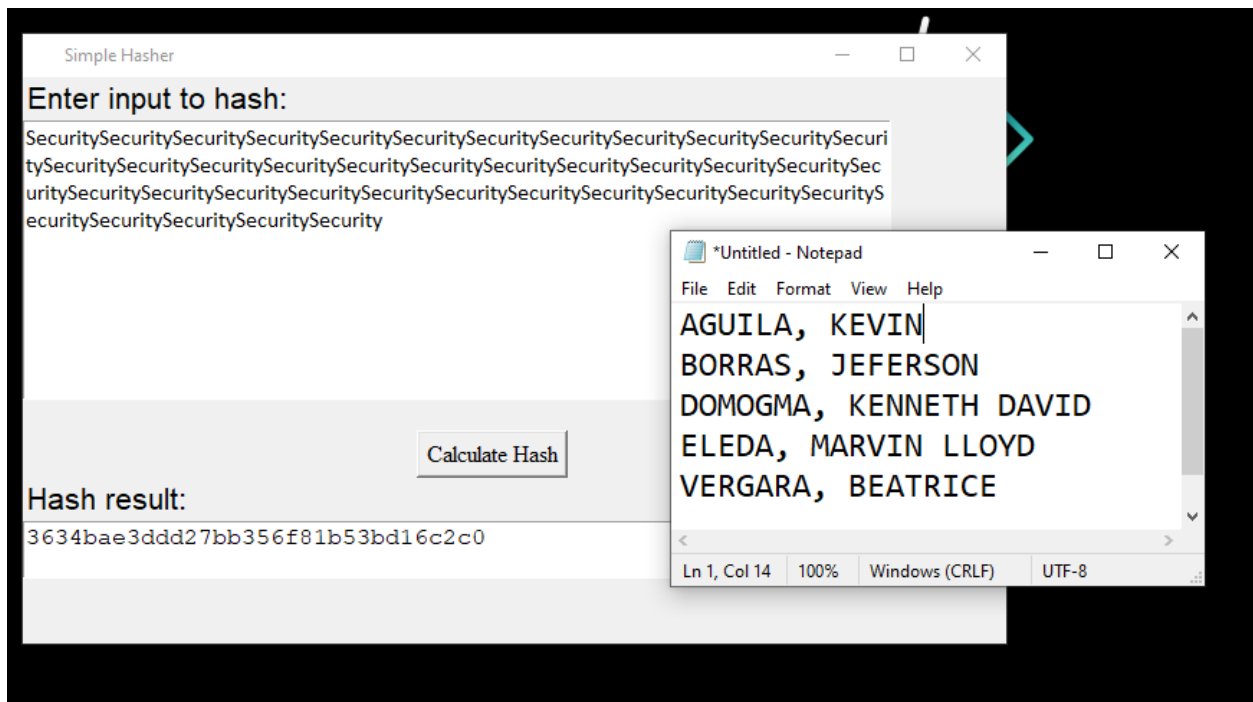 Simple Hasher
Enter input to hash:
SecuritySecuritySecuritySecuritySecuritySecuritySecuritySecuritySecuritySecuritySecuritySecuri
tySecuritySecuritySecuritySecuritySecuritySecuritySecuritySecuritySecuritySecuritySecuritySec
uritySecuritySecuritySecuritySecuritySecuritySecuritySecuritySecuritySecuritySecuritySecurityS
ecuritySecuritySecuritySecuritySecurity
Calculate Hash
Hash result:
3634bae3ddd27bb356f81b53bd16c2c0
*Untitled - Notepad
File Edit Format View Help
AGUILA, KEVIN
BORRAS, JEFERSON
DOMOGMA, KENNETH DAVID
ELEDA, MARVIN LLOYD
VERGARA, BEATRICE
Ln 1, Col 14 100% Windows (CRLF) UTF-8